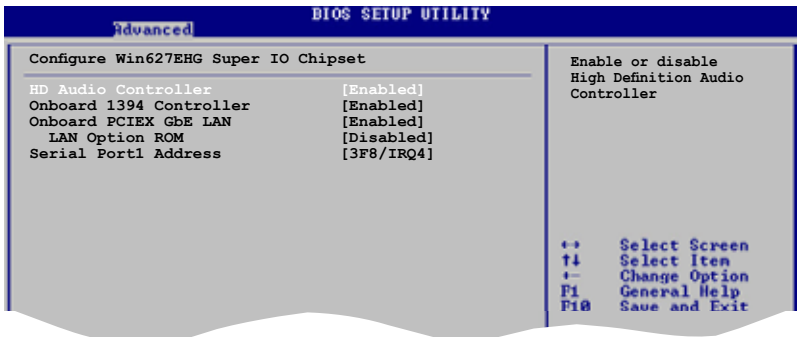 BIOS SETUP UTILITY
Advanced
Configure Win627EHG Super IO Chipset
HD Audio Controller [Enabled]
Onboard 1394 Controller [Enabled]
Onboard PCIEX GbE LAN [Enabled]
LAN Option ROM [Disabled]
Serial Port1 Address [3F8/IRQ4]
Enable or disable
High Definition Audio
Controller
←→ Select Screen
↑↓ Select Item
+- Change Option
F1 General Help
F10 Save and Exit